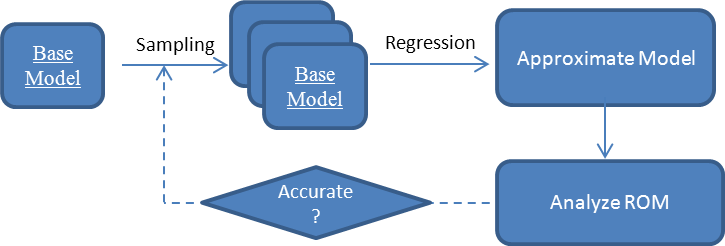 Base
Model
Sampling
Base
Model
Regression
Approximate Model
Accurate
?
Analyze ROM